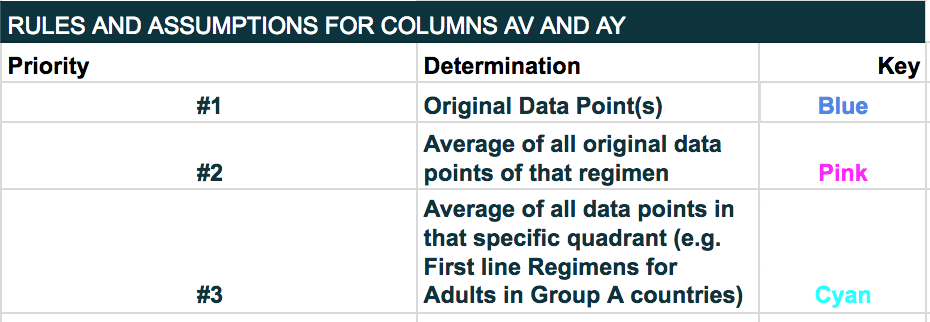 RULES AND ASSUMPTIONS FOR COLUMNS AV AND AY
Priority Determination Key
#1 Original Data Point(s) Blue
Average of all original data
#2 points of that regimen Pink
Average of all data points in
that specific quadrant (e.g.
First line Regimens for
#3 Adults in Group A countries) Cyan